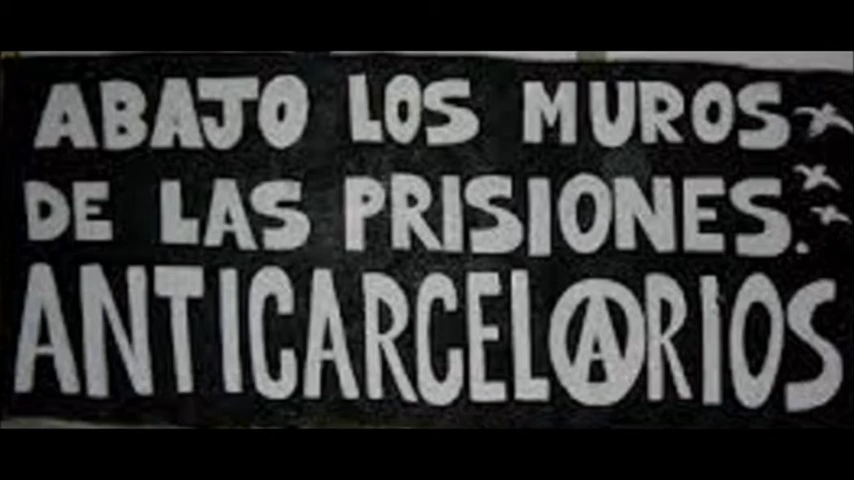 ABAJO LOS MUROS
DE LAS PRISIONES.
ANTICARCELⒶRIOS